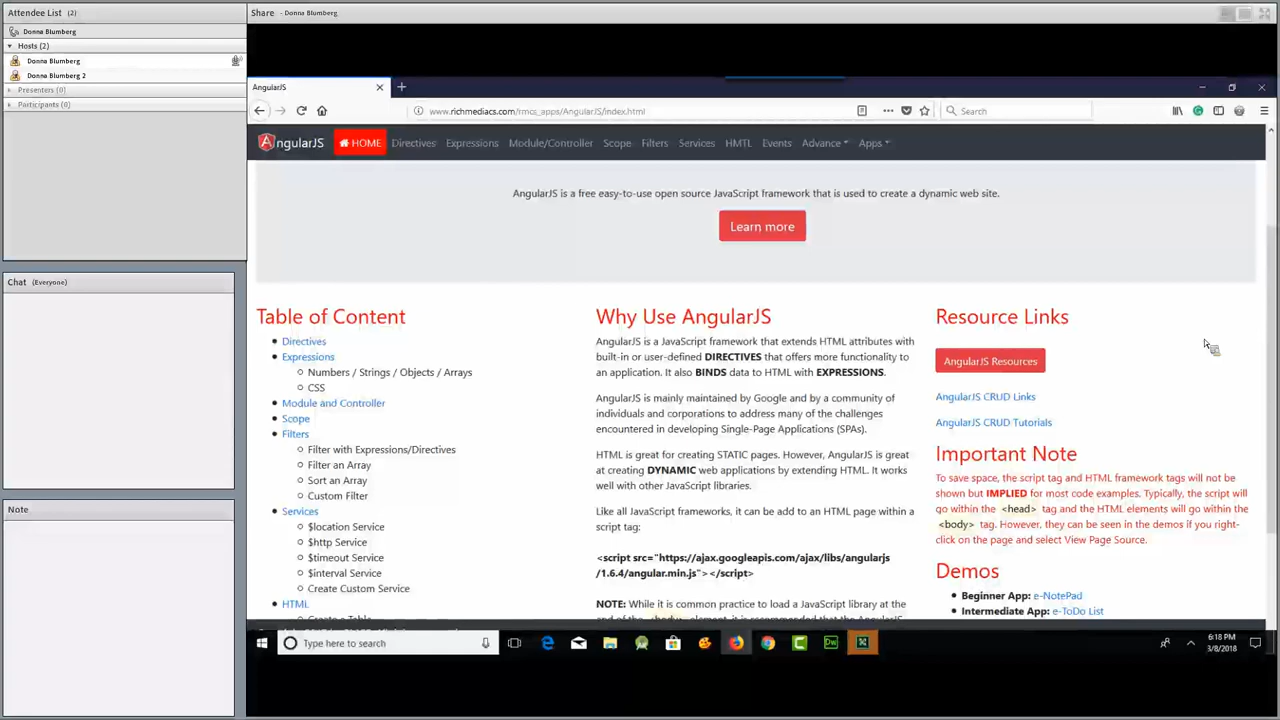 Attendee List (2)
Donna Blumberg
Hosts (2)
Donna Blumberg
Donna Blumberg 2
Presenters (0)
Participants (0)
Chat (Everyone)
Note
Share - Donna Blumberg
AngularJS
www.richmediacs.com/rmcs_apps/AngularJS/index.html
Search
AngularJS HOME Directives Expressions Module/Controller Scope Filters Services HMTL Events Advance Apps
AngularJS is a free easy-to-use open source JavaScript framework that is used to create a dynamic web site.
Learn more
Table of Content
Directives
Expressions
Numbers / Strings / Objects / Arrays
CSS
Module and Controller
Scope
Filters
Filter with Expressions/Directives
Filter an Array
Sort an Array
Custom Filter
Services
$location Service
$http Service
$timeout Service
$interval Service
Create Custom Service
HTML
Create a Table
Why Use AngularJS
AngularJS is a JavaScript framework that extends HTML attributes with
built-in or user-defined DIRECTIVES that offers more functionality to
an application. It also BINDS data to HTML with EXPRESSIONS.
AngularJS is mainly maintained by Google and by a community of
individuals and corporations to address many of the challenges
encountered in developing Single-Page Applications (SPAs).
HTML is great for creating STATIC pages. However, AngularJS is great
at creating DYNAMIC web applications by extending HTML. It works
well with other JavaScript libraries.
Like all JavaScript frameworks, it can be add to an HTML page within a
script tag:
<script src="https://ajax.googleapis.com/ajax/libs/angularjs
/1.6.4/angular.min.js"></script>
NOTE: While it is common practice to load a JavaScript library at the
end of the <body> element, it is recommended that the AngularJS
Resource Links
AngularJS Resources
AngularJS CRUD Links
AngularJS CRUD Tutorials
Important Note
To save space, the script tag and HTML framework tags will not be
shown but IMPLIED for most code examples. Typically, the script will
go within the <head> tag and the HTML elements will go within the
<body> tag. However, they can be seen in the demos if you right-
click on the page and select View Page Source.
Demos
Beginner App: e-NotePad
Intermediate App: e-ToDo List
Type here to search
Dw
6:18 PM
3/8/2018